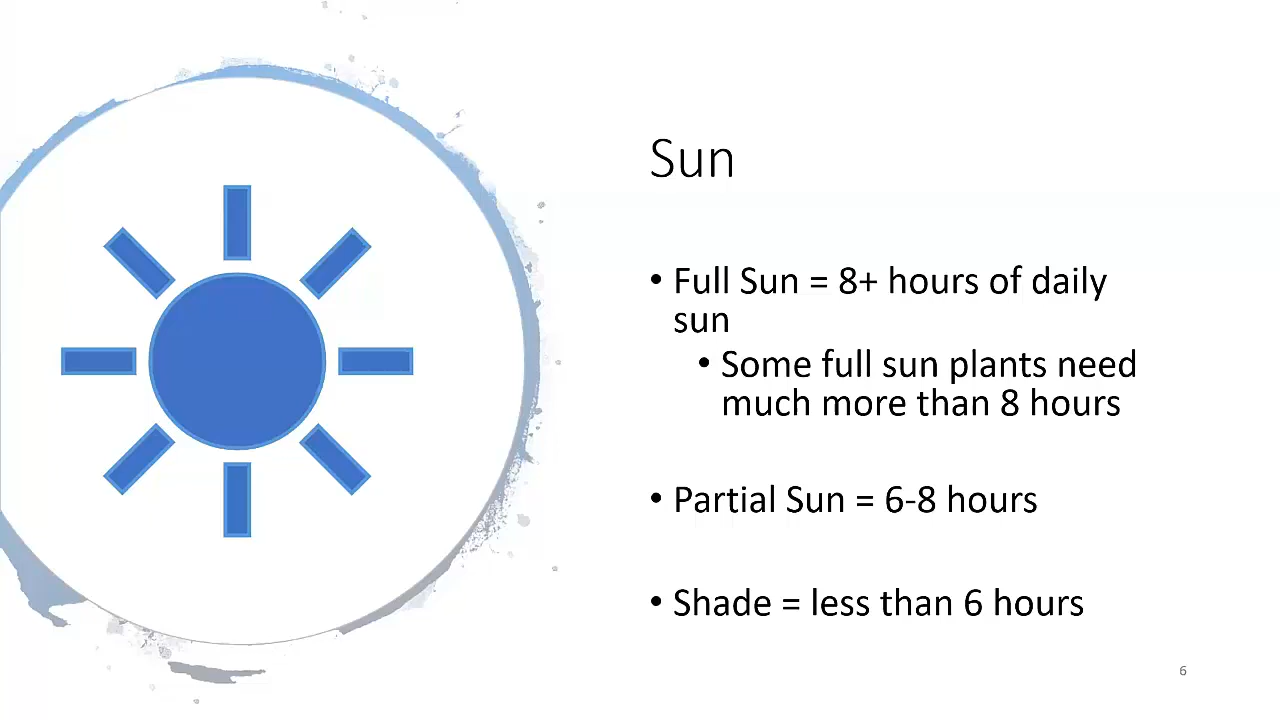 Sun
• Full Sun = 8+ hours of daily
sun
• Some full sun plants need
much more than 8 hours
• Partial Sun = 6-8 hours
• Shade = less than 6 hours
6